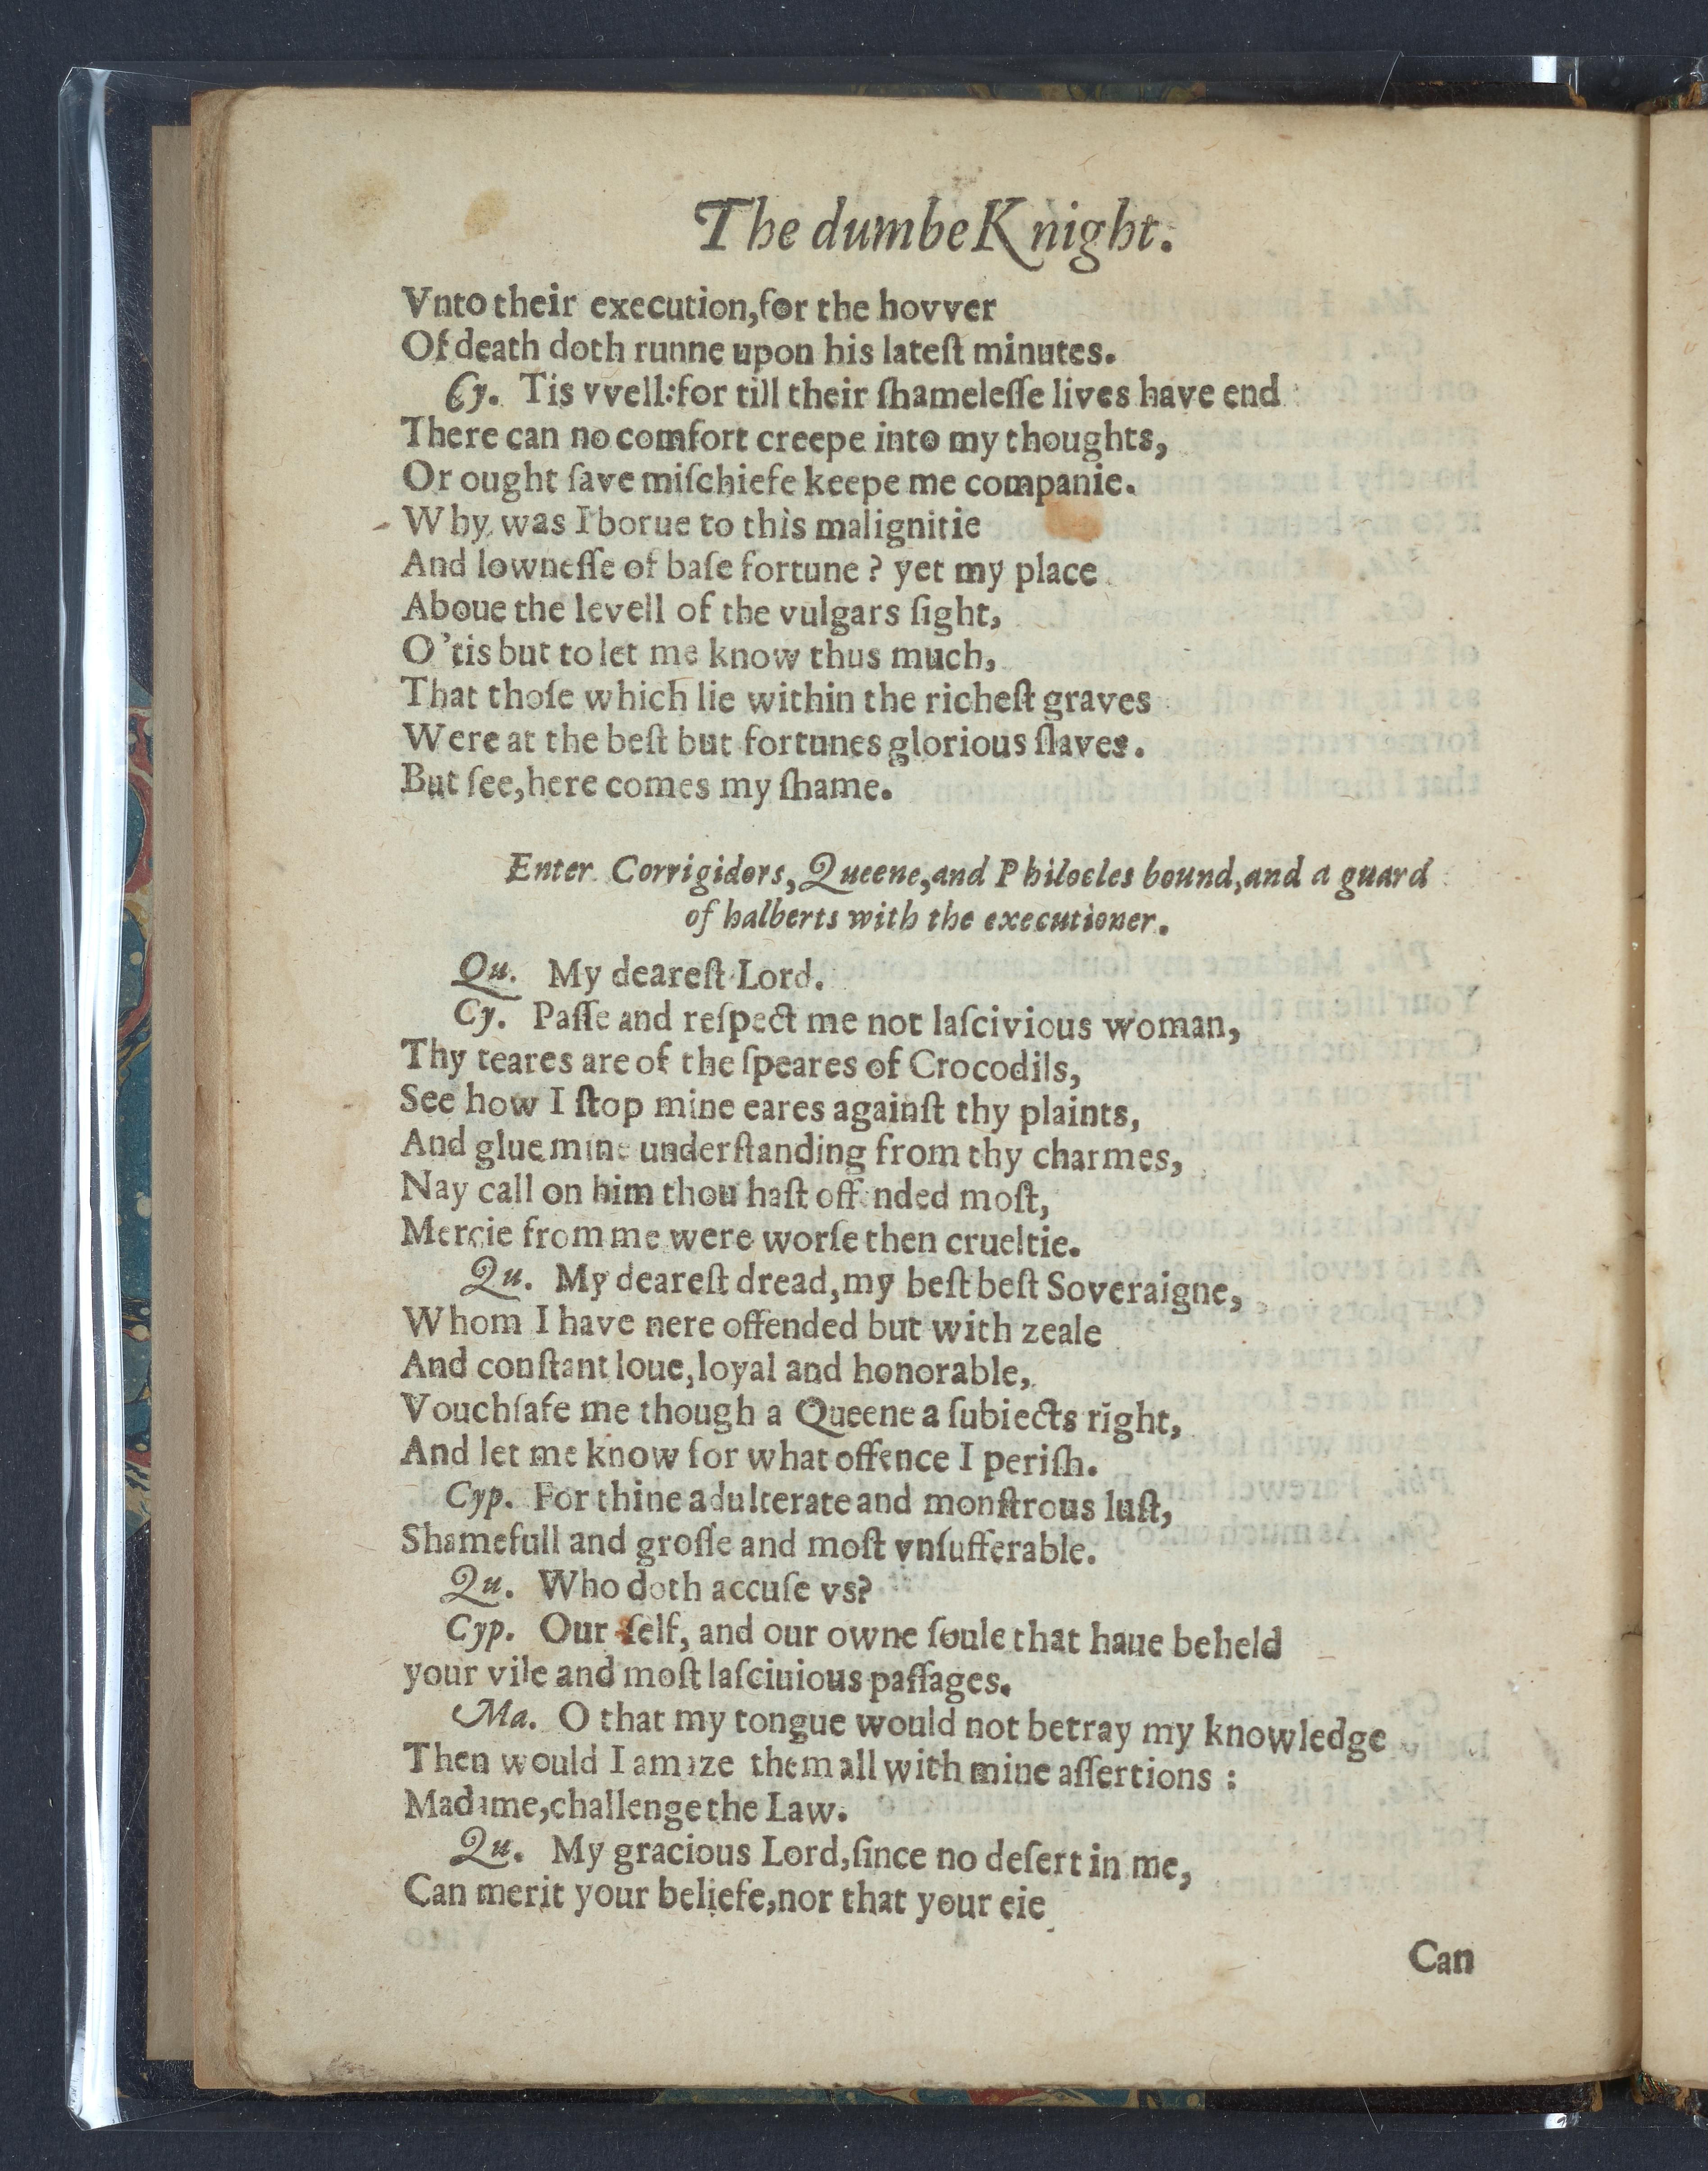 The dumbe Knight.
Vnto their execution, for the hovver
Of death doth runne upon his lateſt minutes.
Cy. Tis vvell: for till their ſhameleſſe lives have end
There can no comfort creepe into my thoughts,
Or ought ſave miſchiefe keepe me companie.
Why was I borue to this malignitie
And lowneſſe of baſe fortune? yet my place
Aboue the levell of the vulgars ſight,
O 'tis but to let me know thus much,
That thoſe which lie within the richeſt graves
Were at the beſt but fortunes glorious ſlaves.
But ſee, here comes my ſhame.
Enter Corrigidors, Queene, and Philocles bound, and a guard
of halberts with the executioner.
Qu. My deareſt Lord.
Cy. Paſſe and reſpect me not laſcivious woman,
Thy teares are of the ſpeares of Crocodils,
See how I ſtop mine eares againſt thy plaints,
And glue mine underſtanding from thy charmes,
Nay call on him thou haſt off nded moſt,
Mercie from me were worſe then crueltie.
Qu. My deareſt dread, my beſt beſt Soveraigne,
Whom I have nere offended but with zeale
And conſtant loue, loyal and honorable,
Vouchſafe me though a Queene a ſubiects right,
And let me know for what offence I periſh.
Cyp. For thine adulterate and monſtrous luſt,
Shamefull and groſſe and moſt vnſufferable.
Qu. Who doth accuſe vs?
Cyp. Our ſelf, and our owne ſoule that haue beheld
your vile and moſt laſciuious paſſages.
Ma. O that my tongue would not betray my knowledge
Then would I amaze them all with mine aſſertions:
Madame, challenge the Law.
Qu. My gracious Lord, ſince no deſert in me,
Can merit your beliefe, nor that your eie
Can